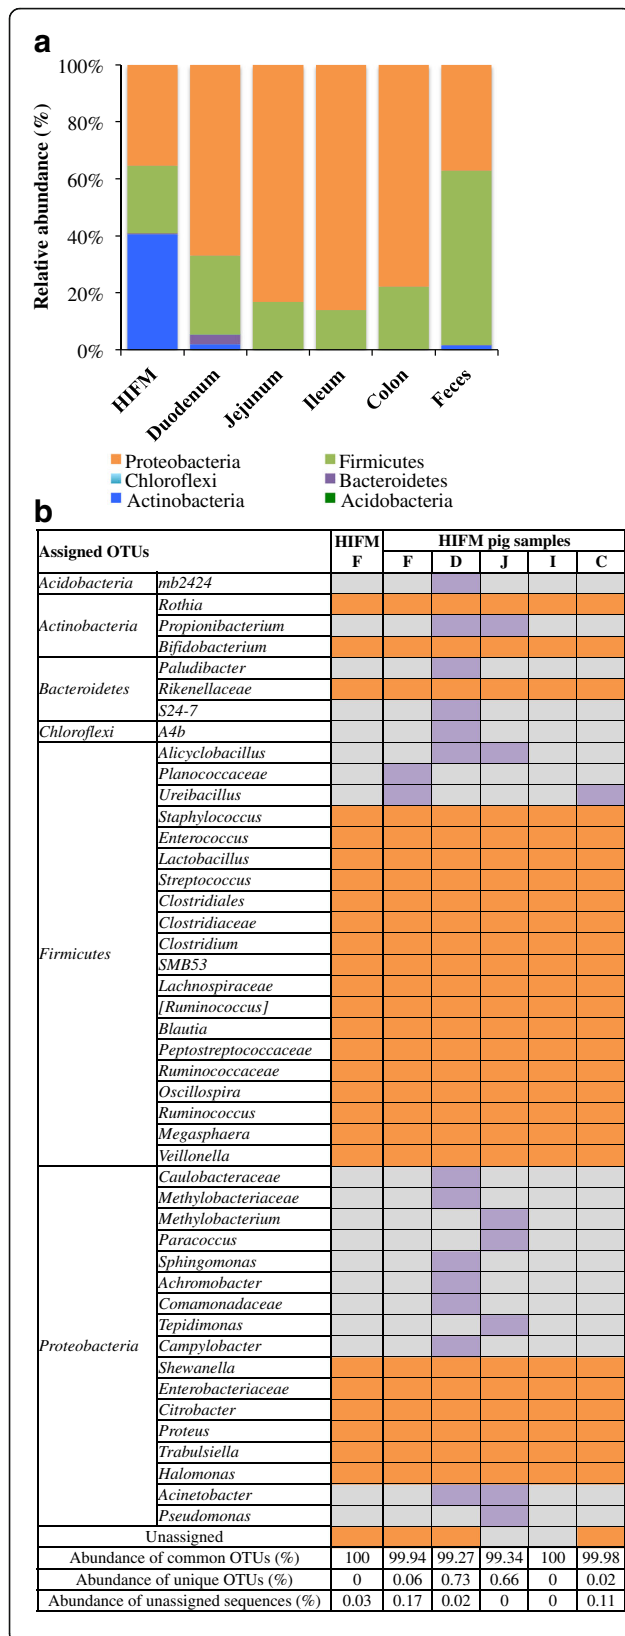 a
100%
80%
60%
40%
20%
0%
Relative abundance (%)
HIFM
Duodenum
Jejunum
Ileum
Colon
Feces
Proteobacteria Firmicutes
Chloroflexi Bacteroidetes
Actinobacteria Acidobacteria
b
Assigned OTUs HIFM HIFM pig samples
F F D J I C
Acidobacteria mb2424
Actinobacteria Rothia
Propionibacterium
Bifidobacterium
Bacteroidetes Paludibacter
Rikenellaceae
S24-7
Chloroflexi A4b
Firmicutes Alicyclobacillus
Planococcaceae
Ureibacillus
Staphylococcus
Enterococcus
Lactobacillus
Streptococcus
Clostridiales
Clostridiaceae
Clostridium
SMB53
Lachnospiraceae
[Ruminococcus]
Blautia
Peptostreptococcaceae
Ruminococcaceae
Oscillospira
Ruminococcus
Megasphaera
Veillonella
Proteobacteria Caulobacteraceae
Methylobacteriaceae
Methylobacterium
Paracoccus
Sphingomonas
Achromobacter
Comamonadaceae
Tepidimonas
Campylobacter
Shewanella
Enterobacteriaceae
Citrobacter
Proteus
Trabulsiella
Halomonas
Acinetobacter
Pseudomonas
Unassigned
Abundance of common OTUs (%) 100 99.94 99.27 99.34 100 99.98
Abundance of unique OTUs (%) 0 0.06 0.73 0.66 0 0.02
Abundance of unassigned sequences (%) 0.03 0.17 0.02 0 0 0.11